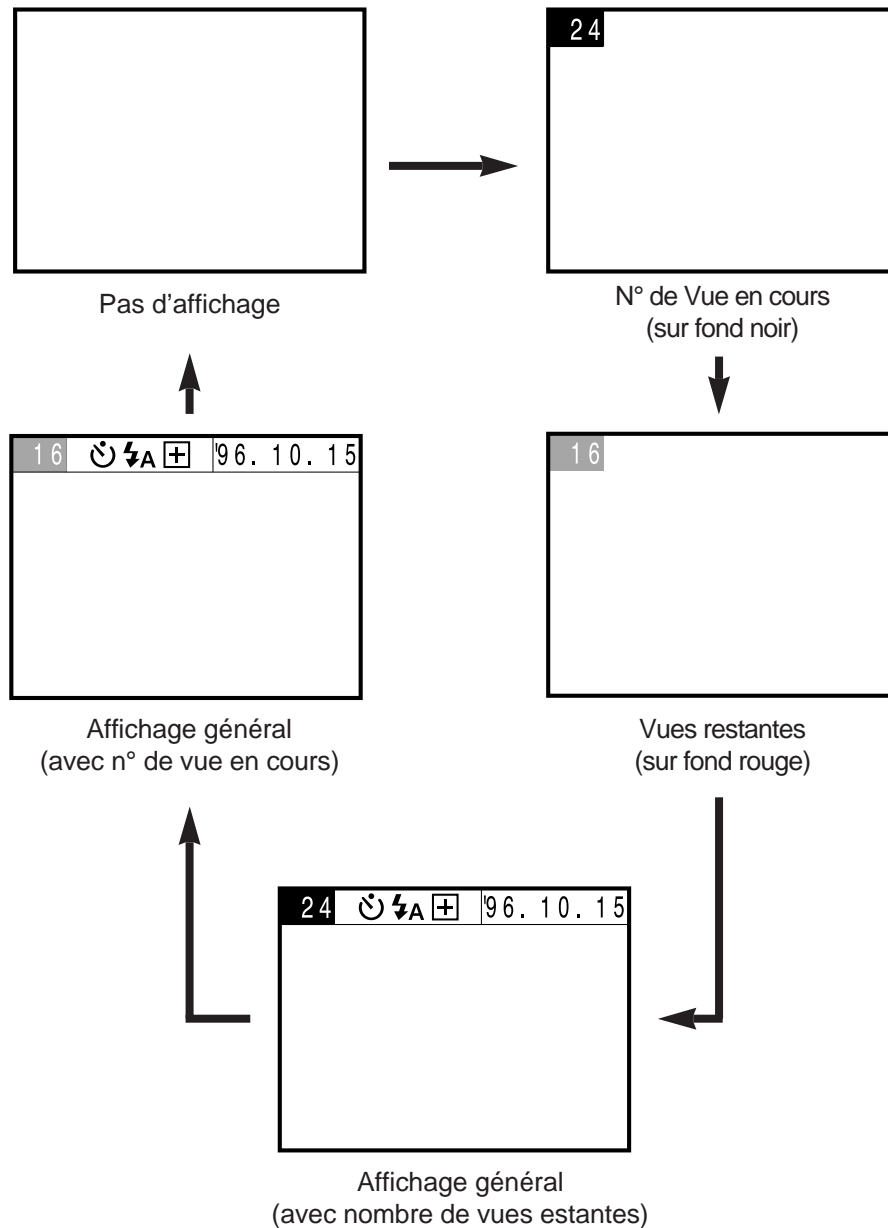 24
Pas d'affichage
N° de Vue en cours
(sur fond noir)
16 A '96. 10. 15
16
Affichage général
(avec n° de vue en cours)
Vues restantes
(sur fond rouge)
24 A '96. 10. 15
Affichage général
(avec nombre de vues estantes)